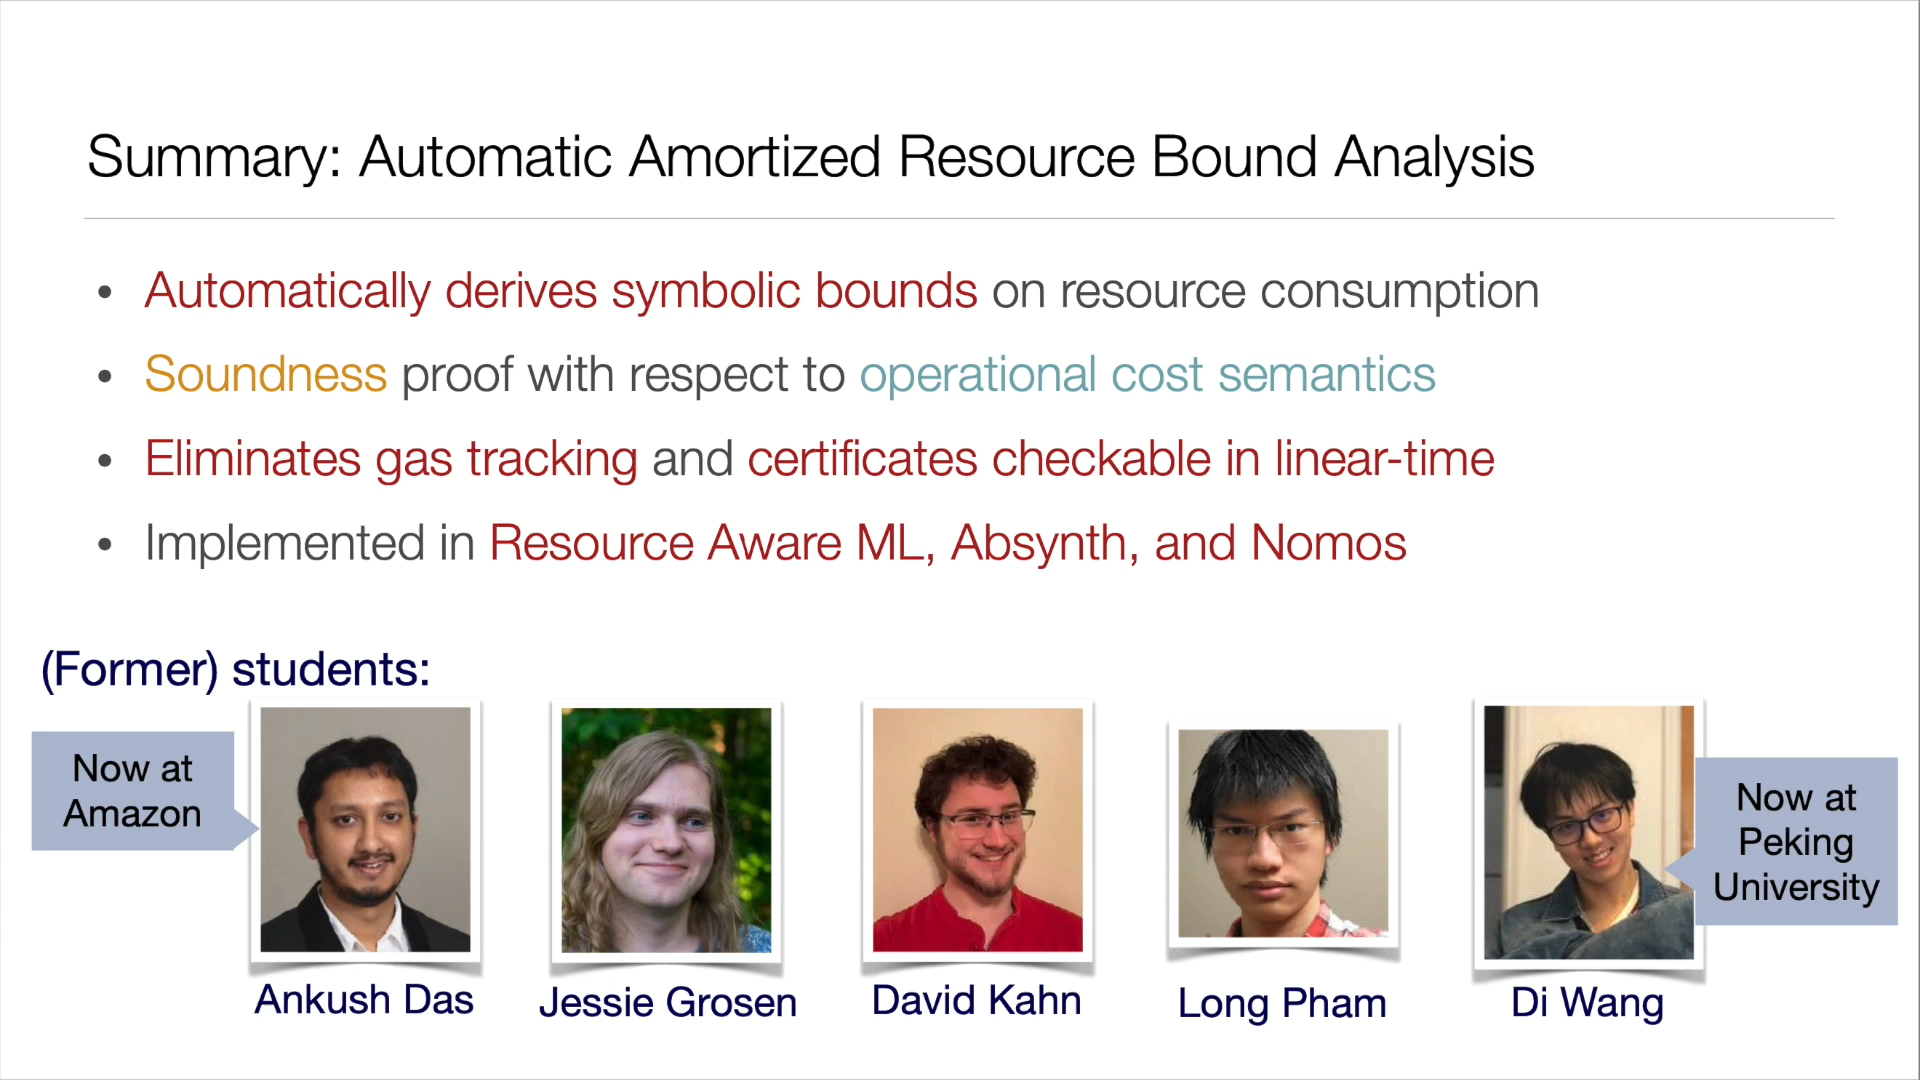 Summary: Automatic Amortized Resource Bound Analysis
• Automatically derives symbolic bounds on resource consumption
• Soundness proof with respect to operational cost semantics
• Eliminates gas tracking and certificates checkable in linear-time
• Implemented in Resource Aware ML, Absynth, and Nomos
(Former) students:
Now at
Amazon
Now at
Peking
University
Ankush Das
Jessie Grosen
David Kahn
Long Pham
Di Wang